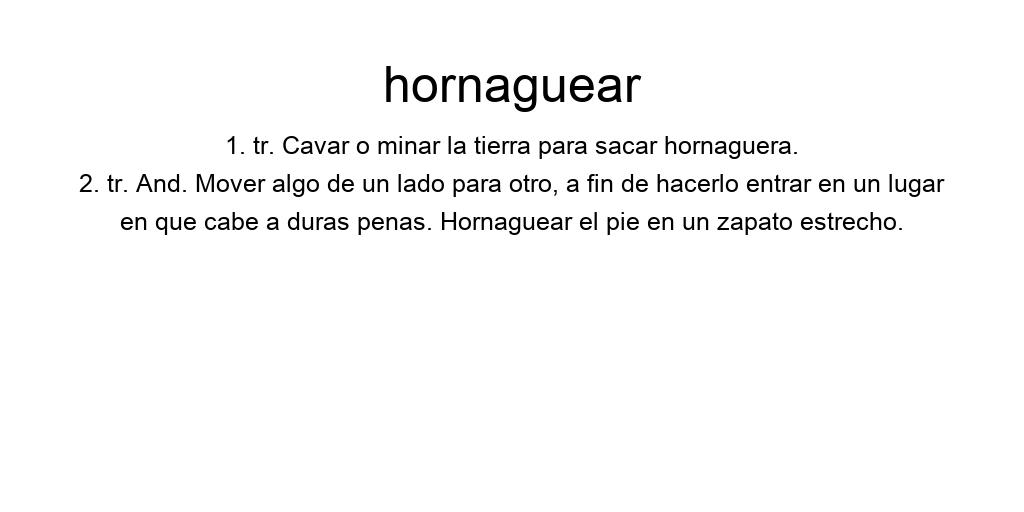 hornaguear
1. tr. Cavar o minar la tierra para sacar hornaguera.
2. tr. And. Mover algo de un lado para otro, a fin de hacerlo entrar en un lugar
en que cabe a duras penas. Hornaguear el pie en un zapato estrecho.